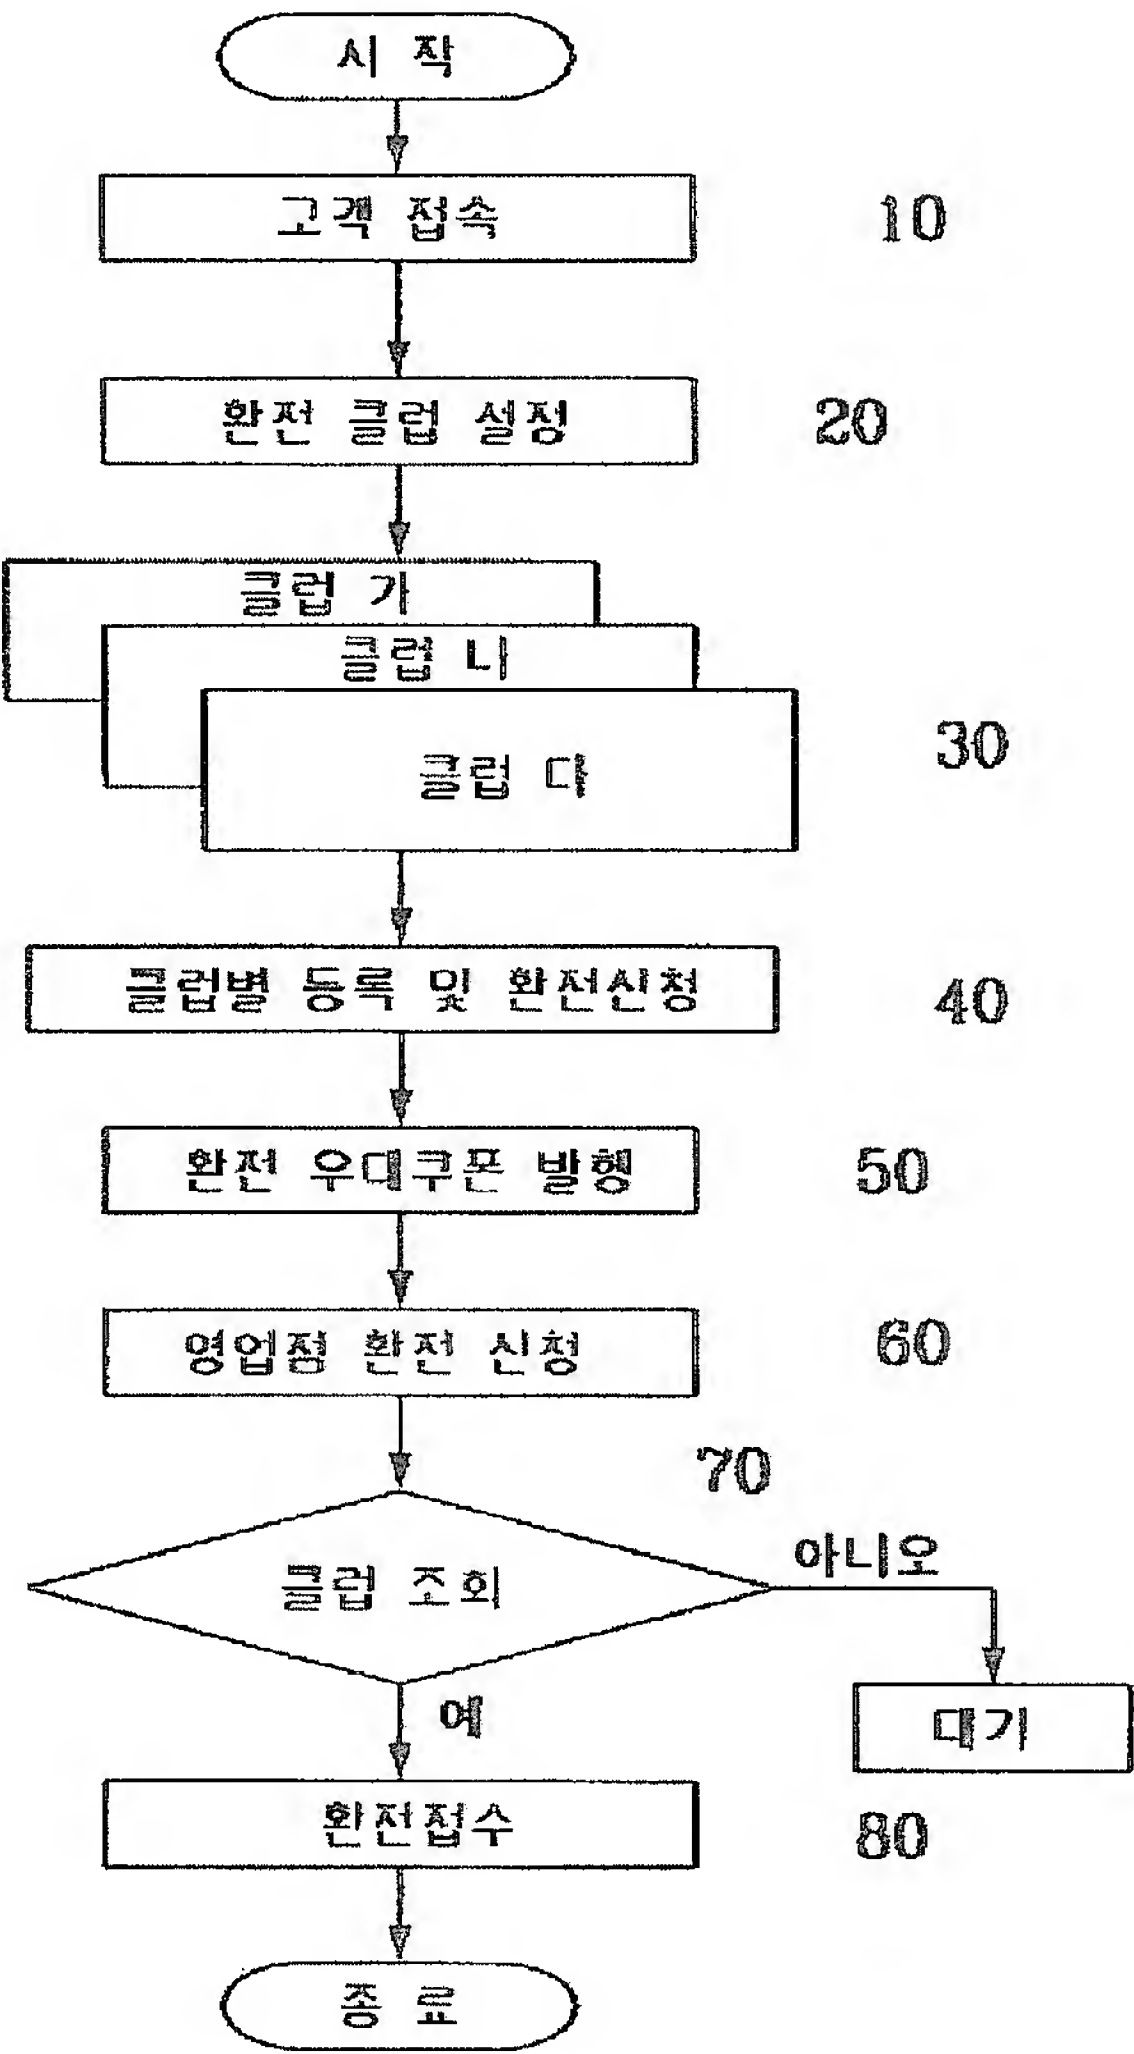 시 작
고객 접속
10
환전 클럽 설정
20
클럽 가
클럽 나
클럽 다
30
클럽별 등록 및 환전신청
40
환전 우대쿠폰 발행
50
영업점 환전 신청
60
70
클럽 조회
아니오
예
대기
환전접수
80
종 료